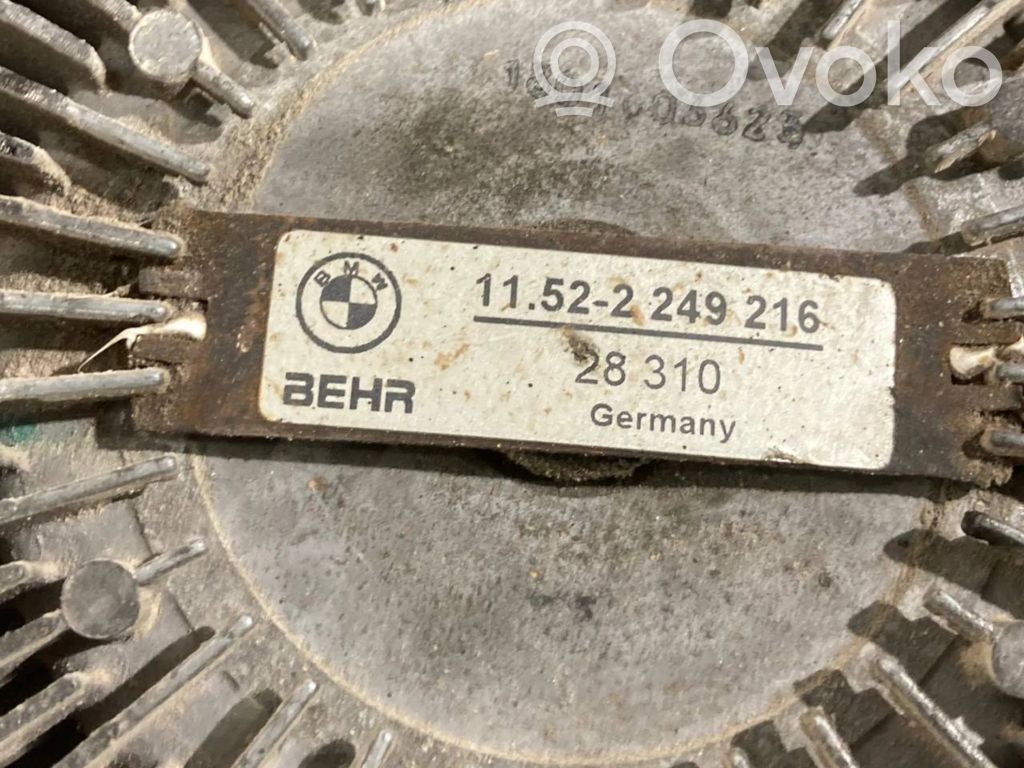 Ovoko
BMW
11.52-2 249 216
28 310
BEHR
Germany